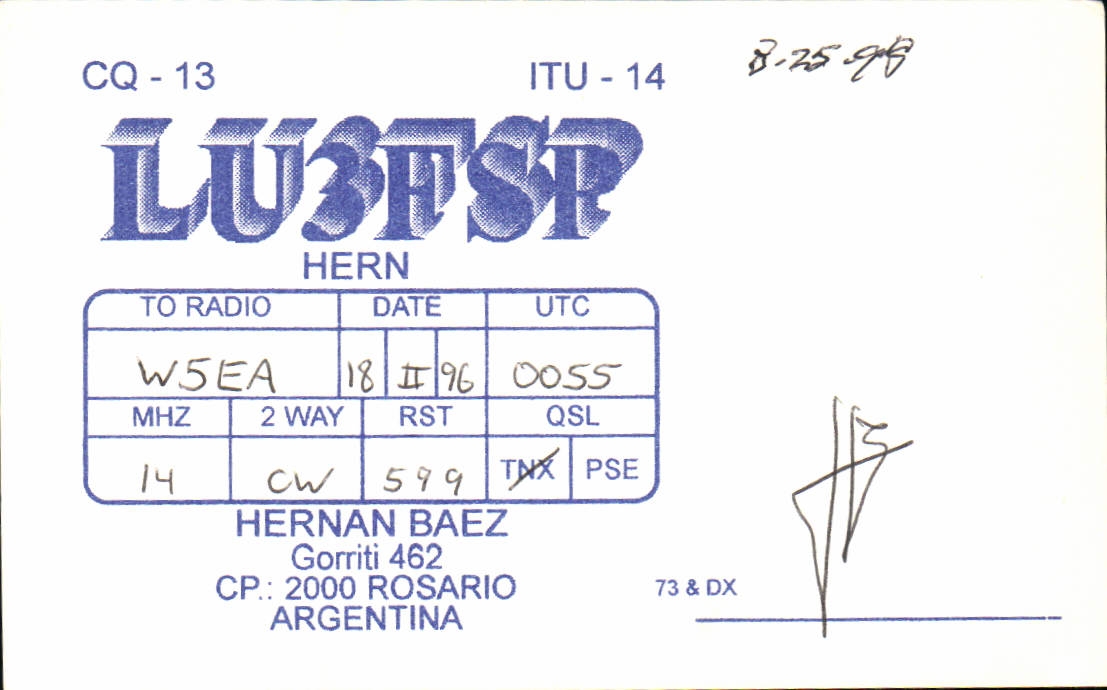 CQ - 13 ITU - 14 8-25-98
LU3FSP
HERN
TO RADIO DATE UTC
W5EA 18 II 96 0055
MHZ 2 WAY RST QSL
14 CW 599 TNX PSE
HERNAN BAEZ
Gorriti 462
CP.: 2000 ROSARIO
ARGENTINA
73 & DX